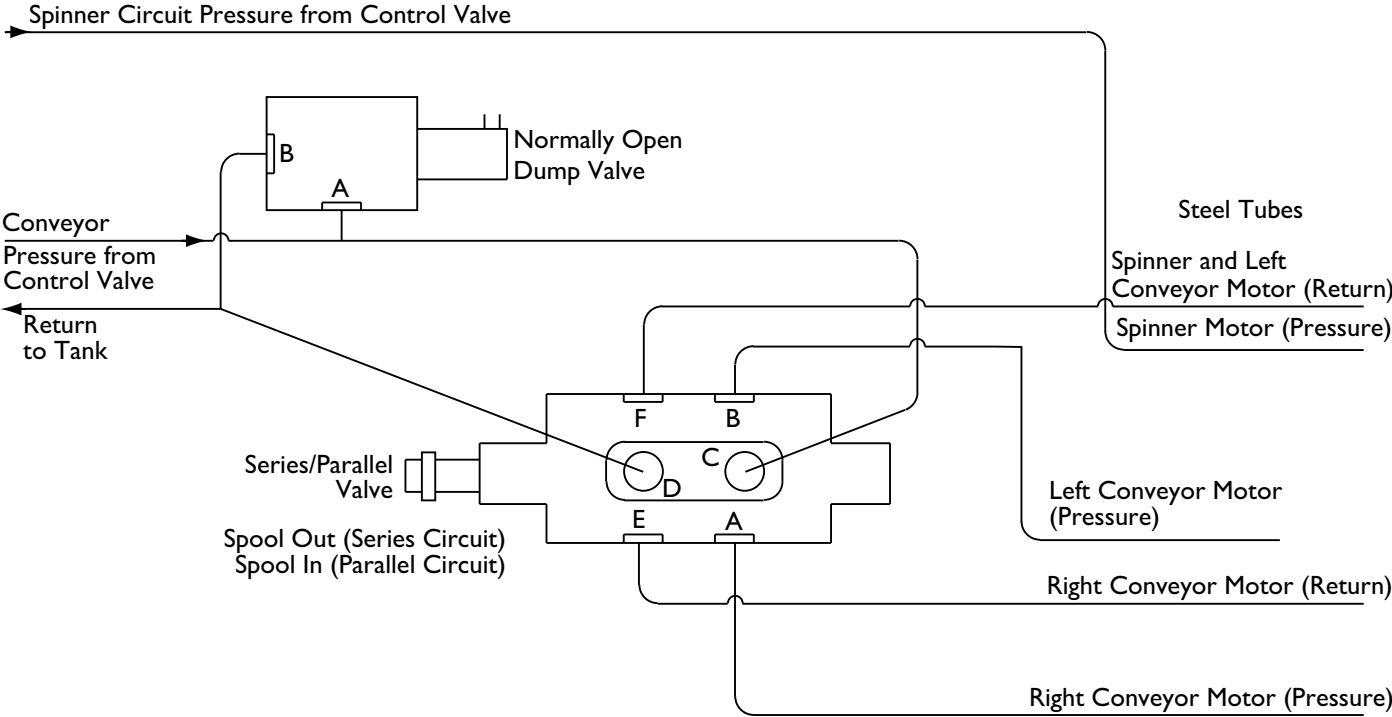 Spinner Circuit Pressure from Control Valve
B
A
Normally Open
Dump Valve
Conveyor
Pressure from
Control Valve
Return
to Tank
Steel Tubes
Spinner and Left
Conveyor Motor (Return)
Spinner Motor (Pressure)
F
B
C
D
E
A
Series/Parallel
Valve
Spool Out (Series Circuit)
Spool In (Parallel Circuit)
Left Conveyor Motor
(Pressure)
Right Conveyor Motor (Return)
Right Conveyor Motor (Pressure)